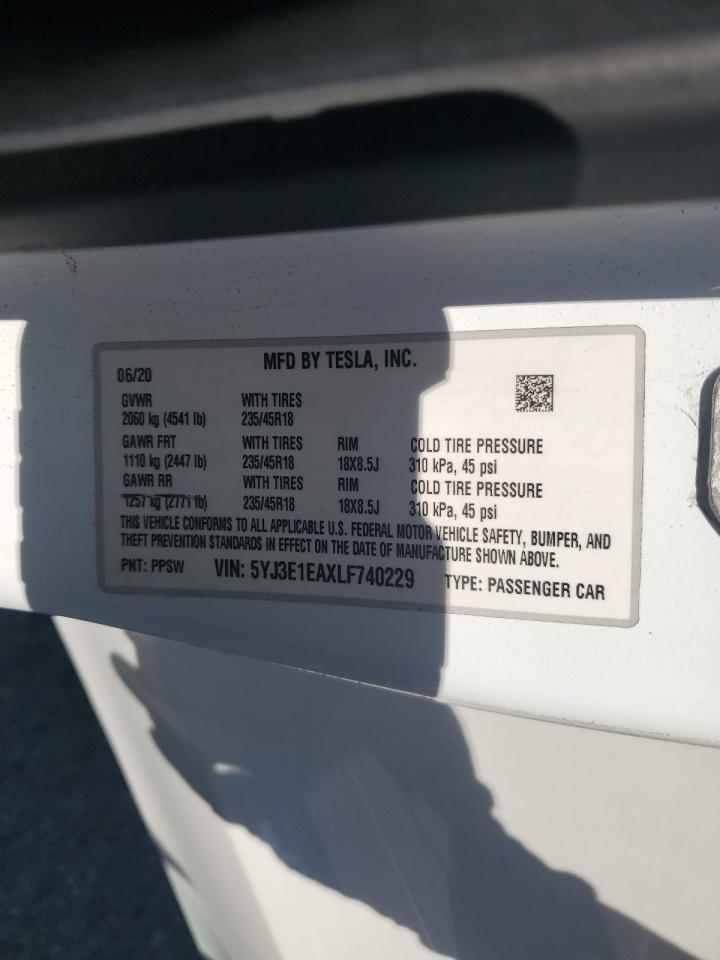 MFD BY TESLA, INC.
06/20
GVWR WITH TIRES
2060 kg (4541 lb) 235/45R18
GAWR FRT WITH TIRES RIM COLD TIRE PRESSURE
1110 kg (2447 lb) 235/45R18 18X8.5J 310 kPa, 45 psi
GAWR RR WITH TIRES RIM COLD TIRE PRESSURE
1257 kg (2771 lb) 235/45R18 18X8.5J 310 kPa, 45 psi
THIS VEHICLE CONFORMS TO ALL APPLICABLE U.S. FEDERAL MOTOR VEHICLE SAFETY, BUMPER, AND
THEFT PREVENTION STANDARDS IN EFFECT ON THE DATE OF MANUFACTURE SHOWN ABOVE.
PNT: PPSW VIN: 5YJ3E1EAXLF740229 TYPE: PASSENGER CAR